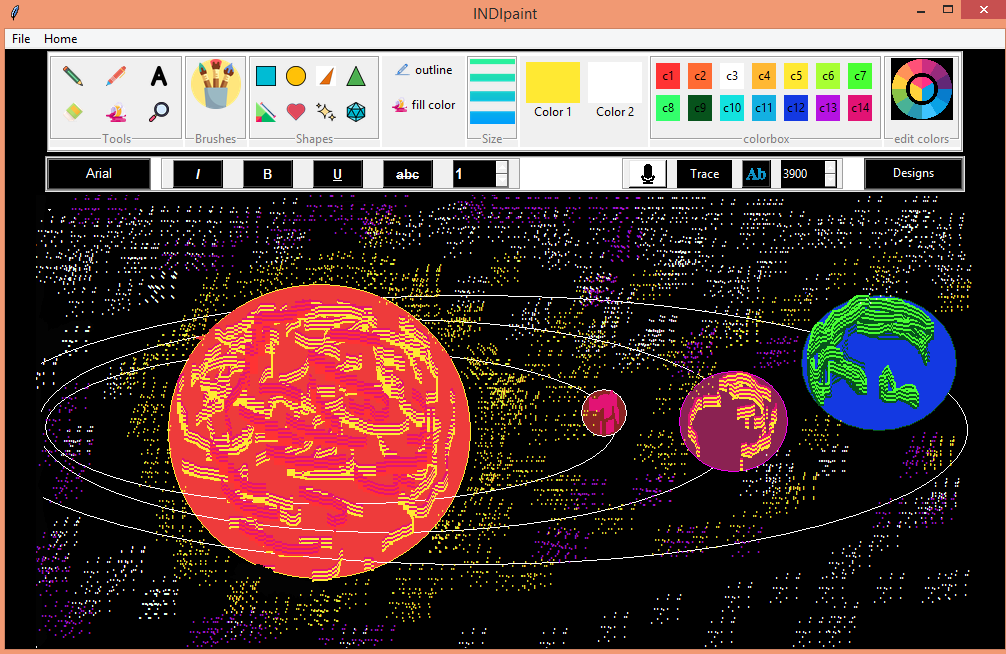 INDIpaint
File Home
A
outline
fill color
Color 1 Color 2
c1 c2 c3 c4 c5 c6 c7
c8 c9 c10 c11 c12 c13 c14
Tools Brushes Shapes Size colorbox edit colors
Arial I B U abc 1 Trace Ab 3900 Designs